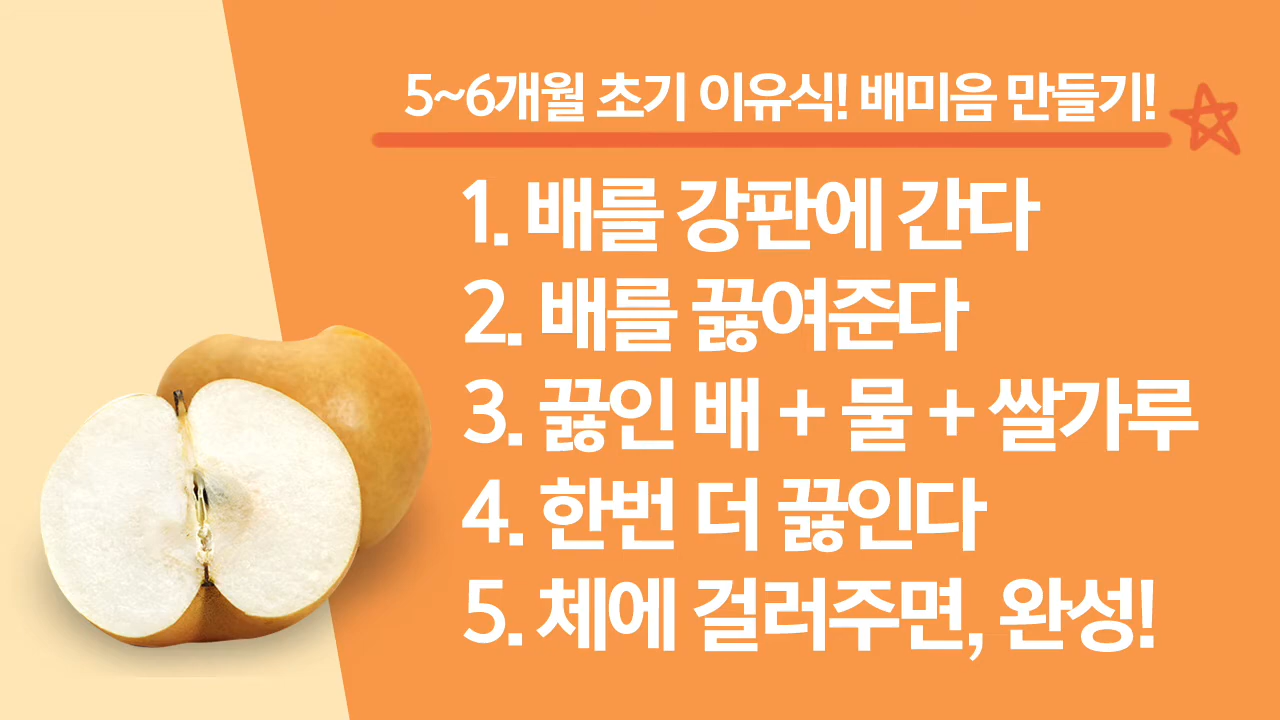 5~6개월 초기 이유식! 배미음 만들기!
1. 배를 강판에 간다
2. 배를 끓여준다
3. 끓인 배 + 물 + 쌀가루
4. 한번 더 끓인다
5. 체에 걸러주면, 완성!